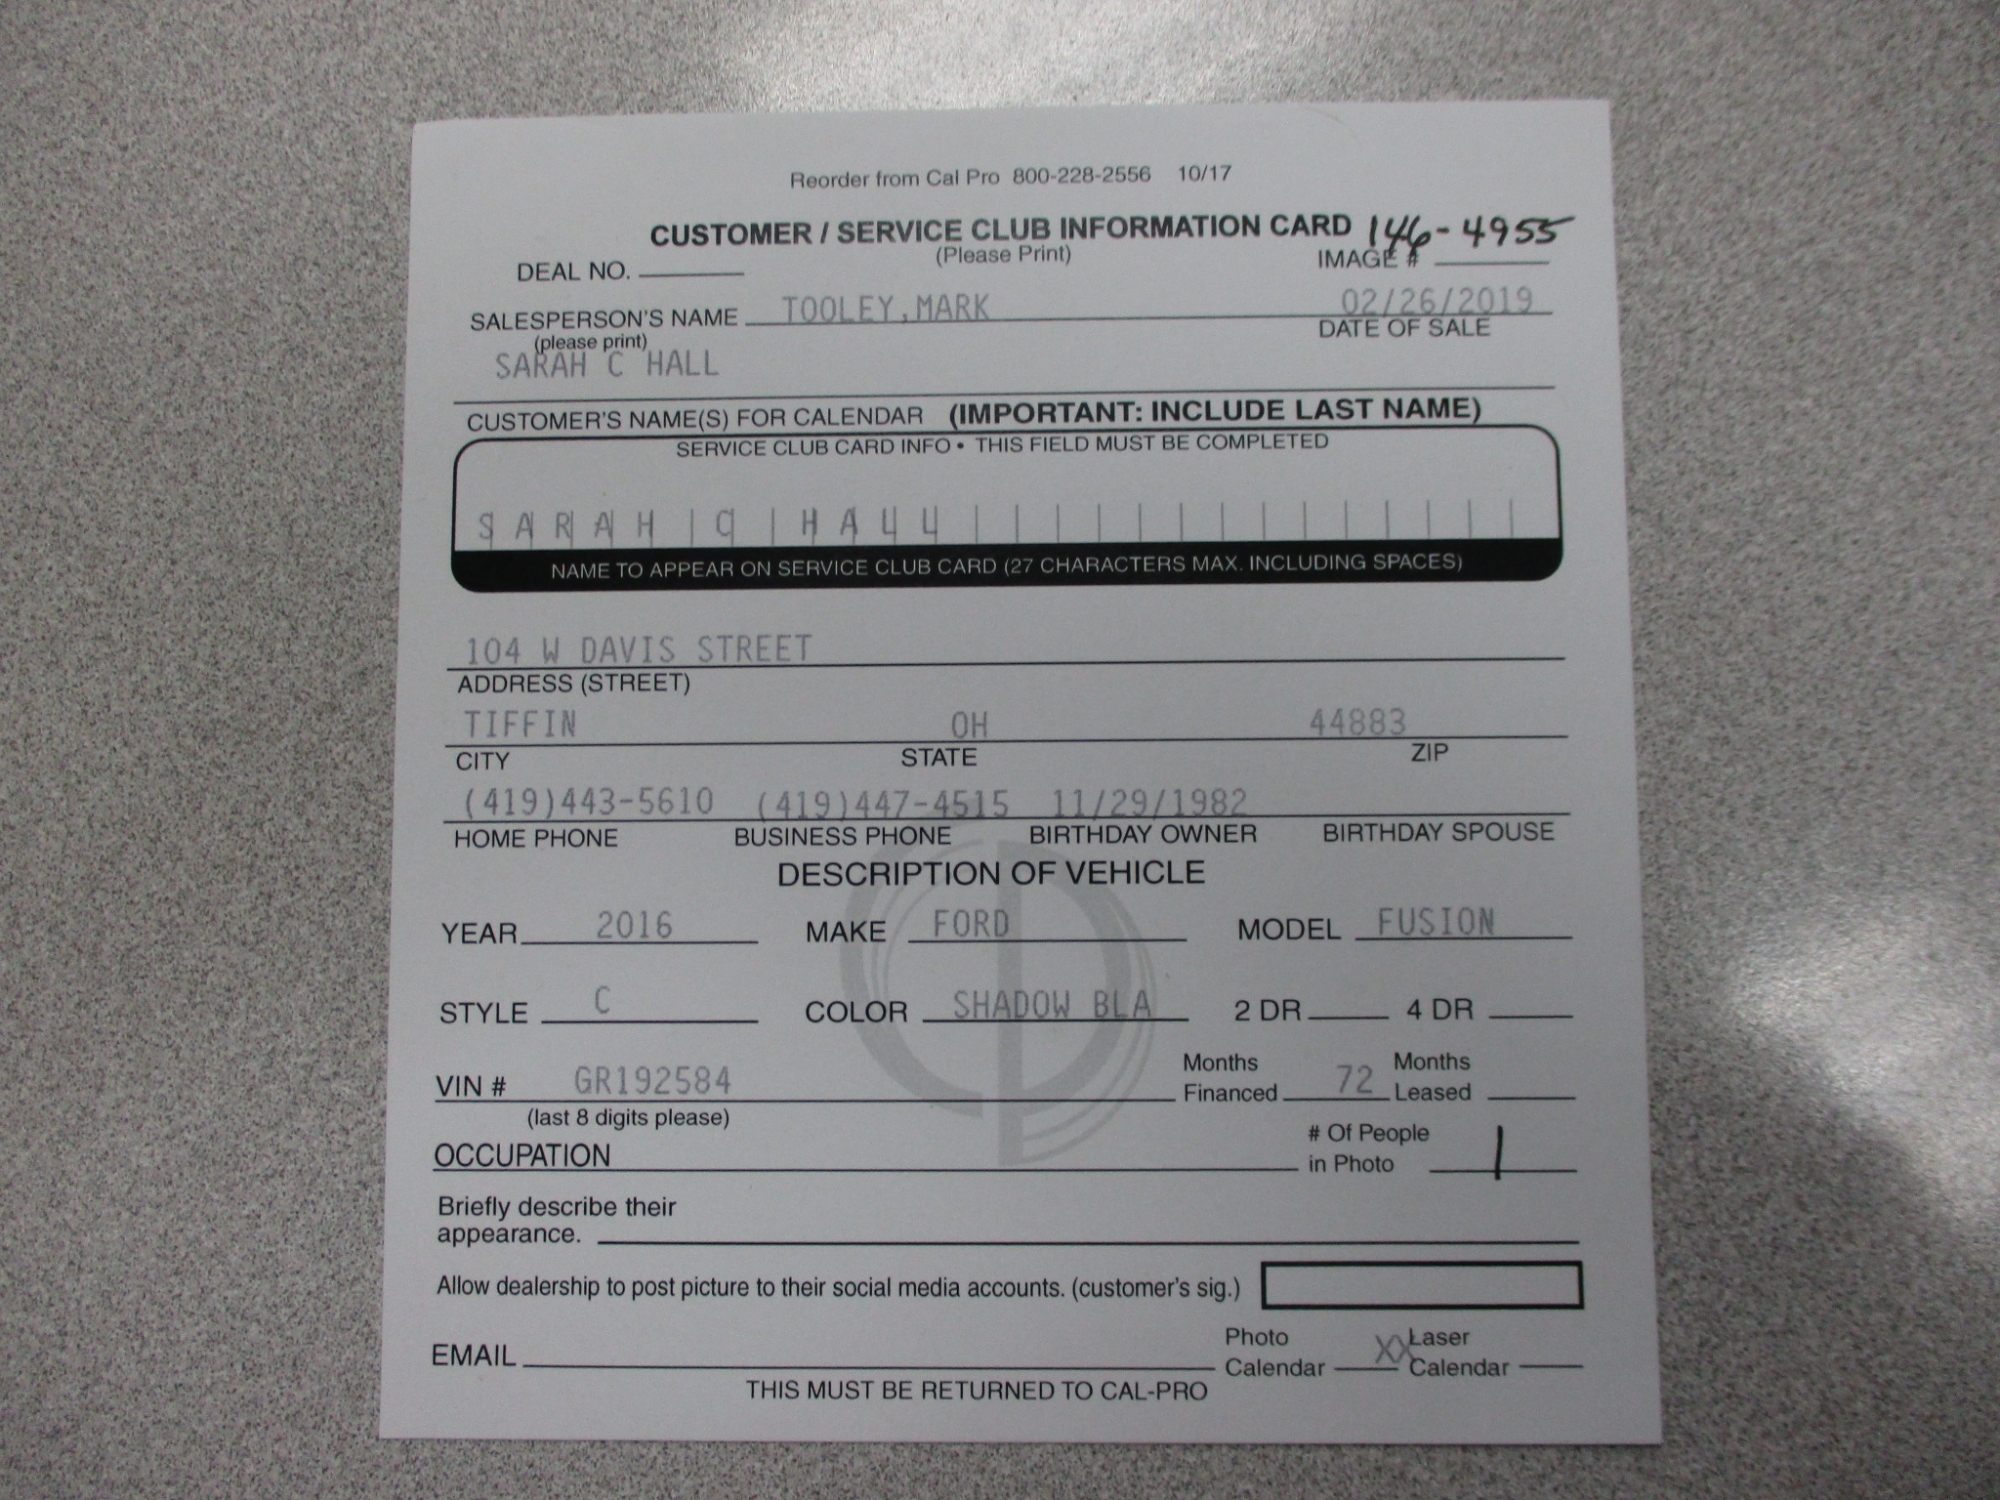 Reorder from Cal Pro 800-228-2556 10/17
CUSTOMER / SERVICE CLUB INFORMATION CARD 146-4955
DEAL NO. (Please Print) IMAGE #
SALESPERSON'S NAME TOOLEY,MARK 02/26/2019
(please print) DATE OF SALE
SARAH C HALL
CUSTOMER'S NAME(S) FOR CALENDAR (IMPORTANT: INCLUDE LAST NAME)
SERVICE CLUB CARD INFO • THIS FIELD MUST BE COMPLETED
SARAH C HALL
NAME TO APPEAR ON SERVICE CLUB CARD (27 CHARACTERS MAX. INCLUDING SPACES)
104 W DAVIS STREET
ADDRESS (STREET)
TIFFIN OH 44883
CITY STATE ZIP
(419)443-5610 (419)447-4515 11/29/1982
HOME PHONE BUSINESS PHONE BIRTHDAY OWNER BIRTHDAY SPOUSE
DESCRIPTION OF VEHICLE
YEAR 2016 MAKE FORD MODEL FUSION
STYLE C COLOR SHADOW BLA 2 DR 4 DR
VIN # GR192584 Months Financed 72 Months Leased
(last 8 digits please)
OCCUPATION # Of People in Photo 1
Briefly describe their
appearance.
Allow dealership to post picture to their social media accounts. (customer's sig.)
EMAIL Photo Calendar XX Laser Calendar
THIS MUST BE RETURNED TO CAL-PRO